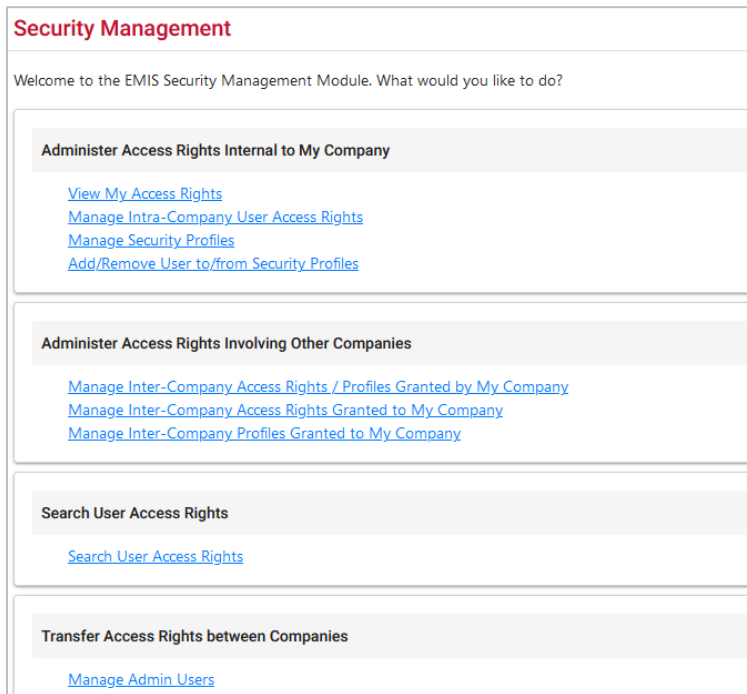 Security Management
Welcome to the EMIS Security Management Module. What would you like to do?
Administer Access Rights Internal to My Company
View My Access Rights
Manage Intra-Company User Access Rights
Manage Security Profiles
Add/Remove User to/from Security Profiles
Administer Access Rights Involving Other Companies
Manage Inter-Company Access Rights / Profiles Granted by My Company
Manage Inter-Company Access Rights Granted to My Company
Manage Inter-Company Profiles Granted to My Company
Search User Access Rights
Search User Access Rights
Transfer Access Rights between Companies
Manage Admin Users